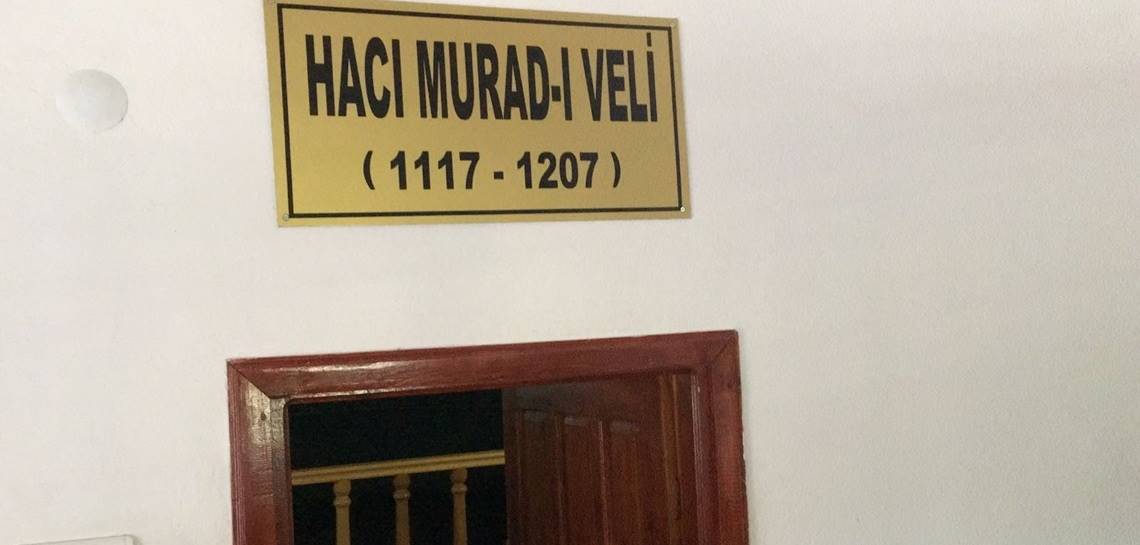 HACI MURAD-I VELİ
( 1117 - 1207 )